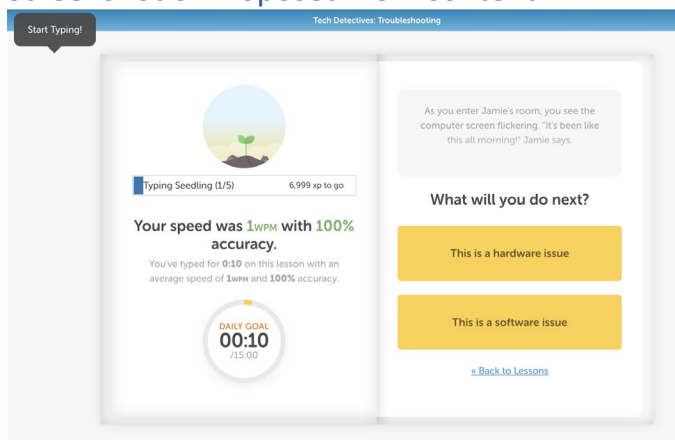 Tech Detectives: Troubleshooting
Start Typing!
Typing Seedling (1/5) 6,999 xp to go
Your speed was 1WPM with 100%
accuracy.
You've typed for 0:10 on this lesson with an
average speed of 1WPM and 100% accuracy.
DAILY GOAL
00:10
/15:00
As you enter Jamie's room, you see the
computer screen flickering. "It's been like
this all morning!" Jamie says.
What will you do next?
This is a hardware issue
This is a software issue
« Back to Lessons